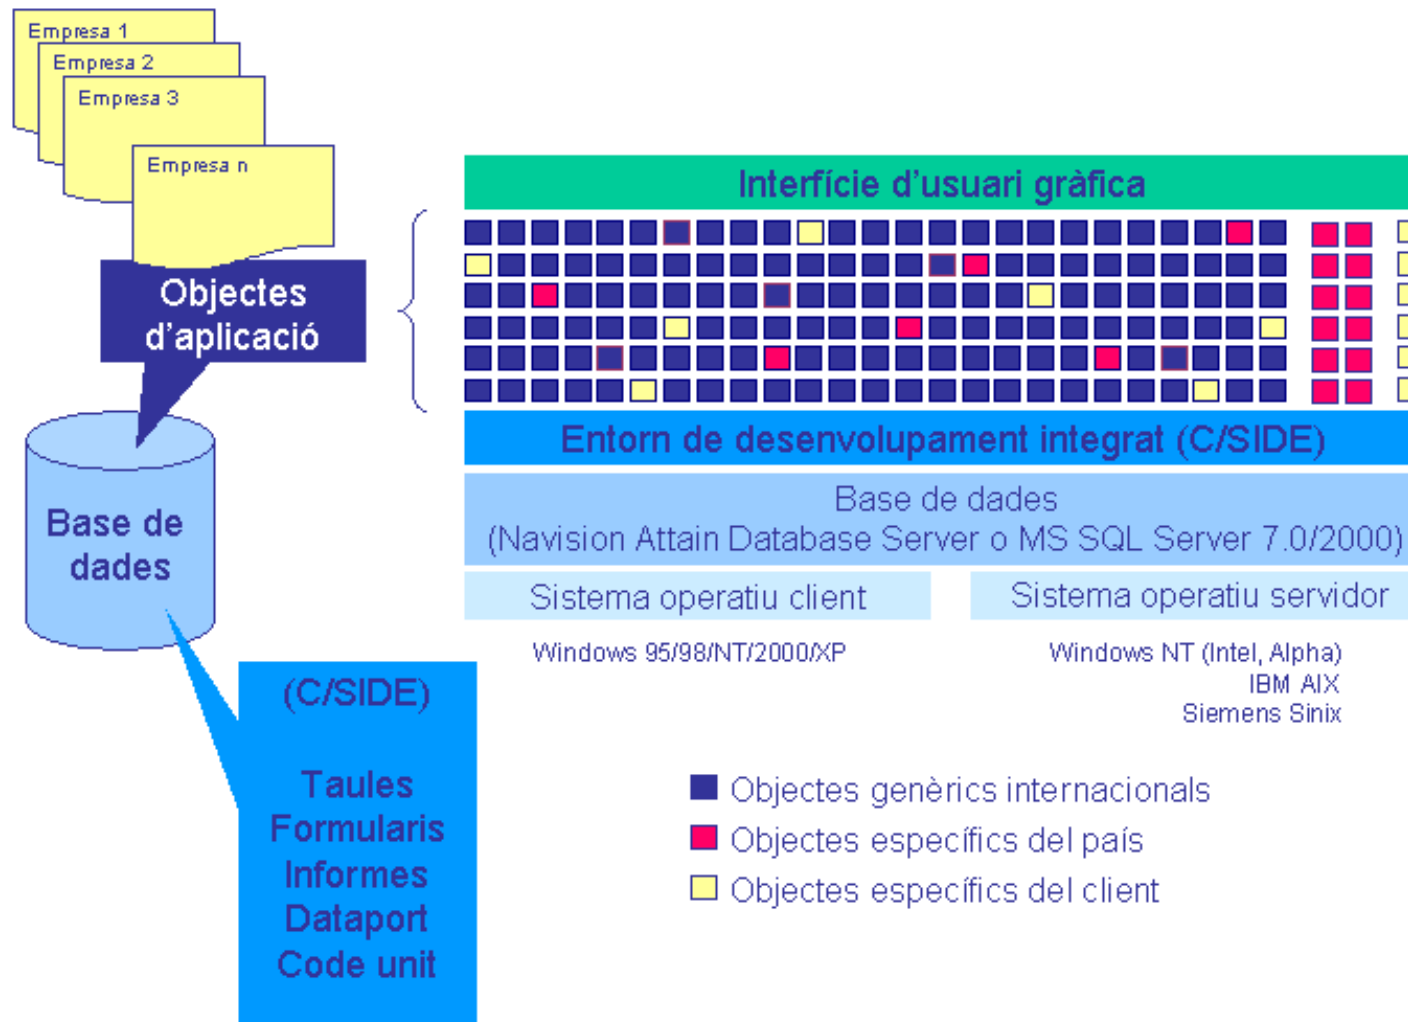 Empresa 1
Empresa 2
Empresa 3
Empresa n
Objectes
d'aplicació
Base de
dades
(C/SIDE)
Taules
Formularis
Informes
Dataport
Code unit
Interfície d'usuari gràfica
Entorn de desenvolupament integrat (C/SIDE)
Base de dades
(Navision Attain Database Server o MS SQL Server 7.0/2000)
Sistema operatiu client
Windows 95/98/NT/2000/XP
Sistema operatiu servidor
Windows NT (Intel, Alpha)
IBM AIX
Siemens Sinix
Objectes genèrics internacionals
Objectes específics del país
Objectes específics del client